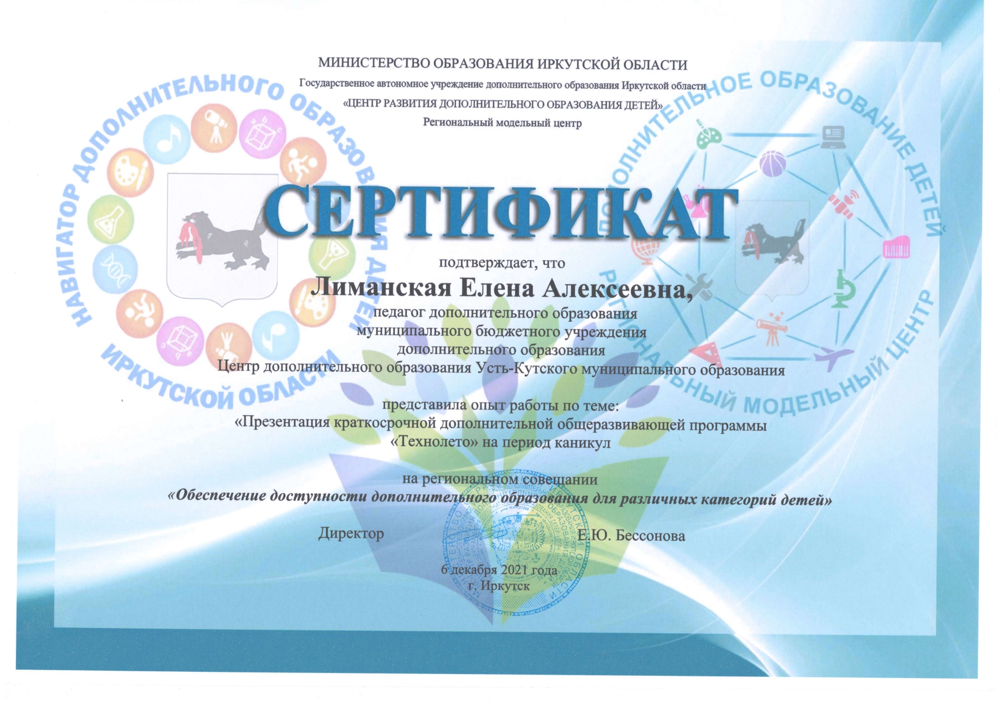 МИНИСТЕРСТВО ОБРАЗОВАНИЯ ИРКУТСКОЙ ОБЛАСТИ
Государственное автономное учреждение дополнительного образования Иркутской области
«ЦЕНТР РАЗВИТИЯ ДОПОЛНИТЕЛЬНОГО ОБРАЗОВАНИЯ ДЕТЕЙ»
Региональный модельный центр
НАВИГАТОР ДОПОЛНИТЕЛЬНОГО ОБРАЗОВ ИЯ ДЕТЕЙ
ИРКУТСКОЙ ОБЛАСТИ
ДОПОЛНИТЕЛЬНОЕ ОБРАЗОВАНИЕ ДЕТЕЙ
РЕГИОНАЛЬНЫЙ МОДЕЛЬНЫЙ ЦЕНТР
СЕРТИФИКАТ
подтверждает, что
Лиманская Елена Алексеевна,
педагог дополнительного образования
муниципального бюджетного учреждения
дополнительного образования
Центр дополнительного образования Усть-Кутского муниципального образования
представила опыт работы по теме:
«Презентация краткосрочной дополнительной общеразвивающей программы
«Технолето» на период каникул
на региональном совещании
«Обеспечение доступности дополнительного образования для различных категорий детей»
Директор Е.Ю. Бессонова
6 декабря 2021 года
г. Иркутск